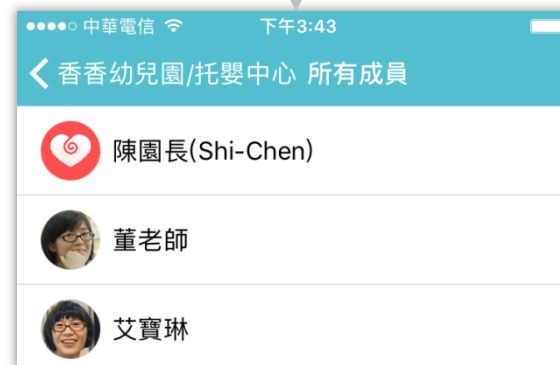 中華電信 下午3:43
香香幼兒園/托嬰中心 所有成員
陳園長(Shi-Chen)
董老師
艾寶琳